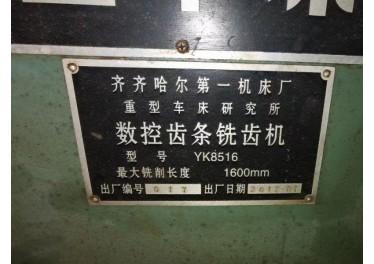 齐齐哈尔第一机床厂
重型车床研究所
数控齿条铣齿机
型号 YK8516
最大铣削长度 1600mm
出厂编号 017 出厂日期